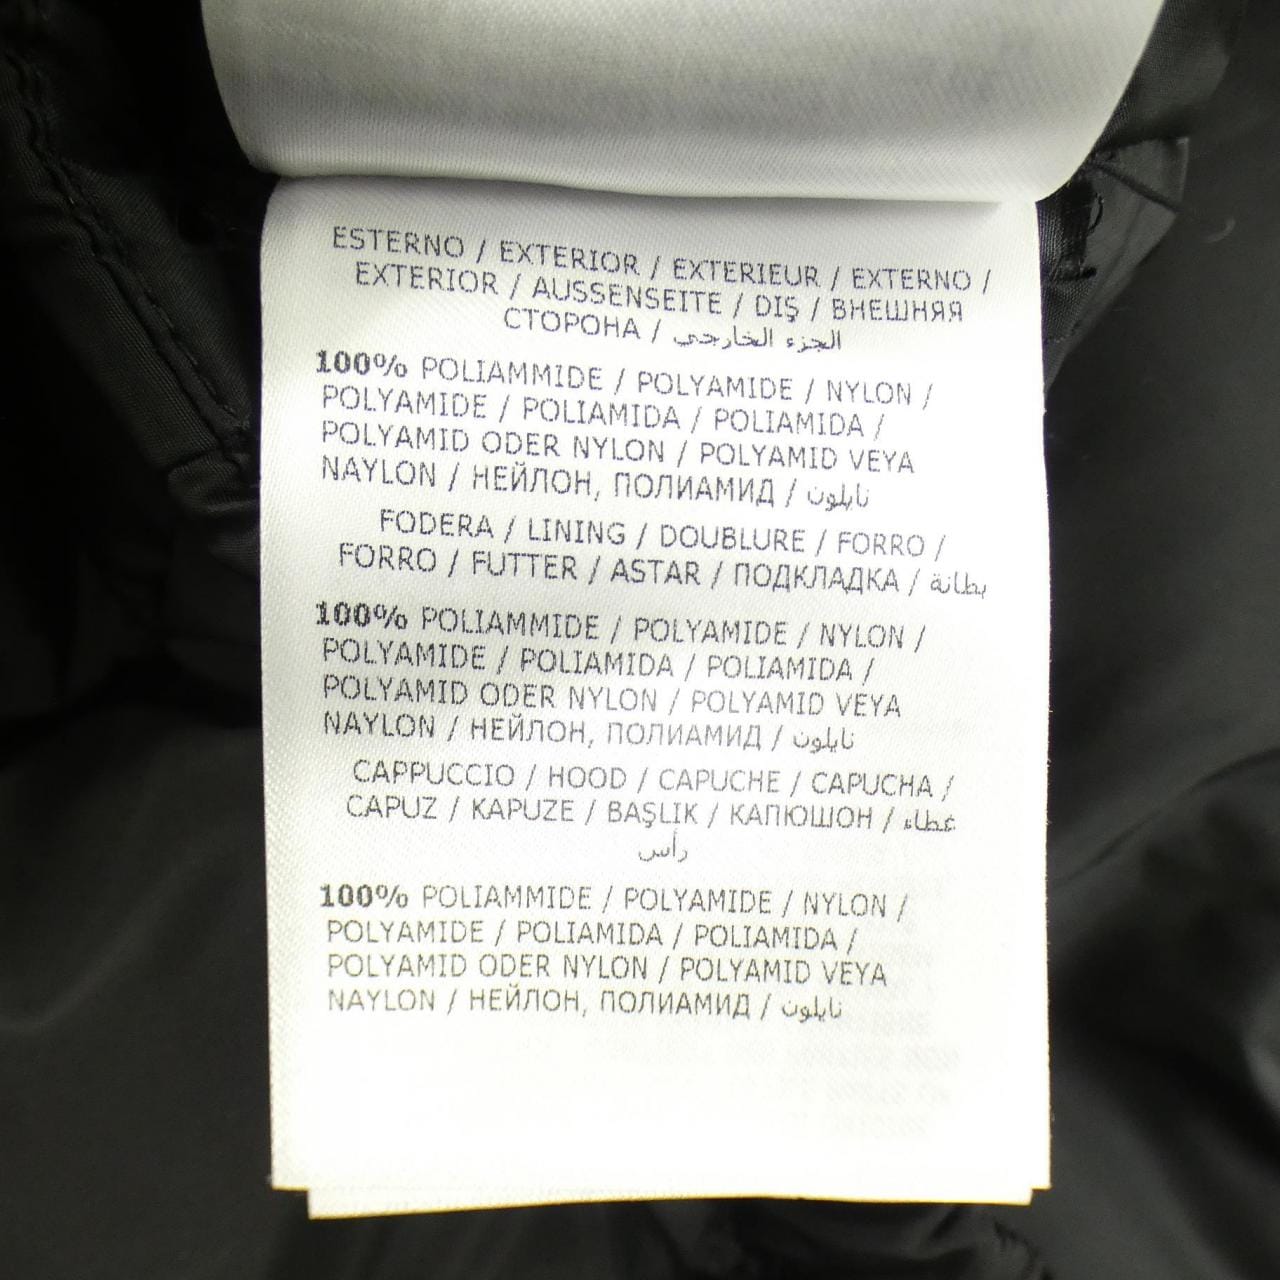 ESTERNO / EXTERIOR / EXTERIEUR / EXTERNO /
EXTERIOR / AUSSENSEITE / DIŞ / ВНЕШНЯЯ
СТОРОНА / الجزء الخارجي
100% POLIAMMIDE / POLYAMIDE / NYLON /
POLYAMIDE / POLIAMIDA / POLIAMIDA /
POLYAMID ODER NYLON / POLYAMID VEYA
NAYLON / НЕЙЛОН, ПОЛИАМИД / نايلون
FODERA / LINING / DOUBLURE / FORRO /
FORRO / FUTTER / ASTAR / ПОДКЛАДКА / بطانة
100% POLIAMMIDE / POLYAMIDE / NYLON /
POLYAMIDE / POLIAMIDA / POLIAMIDA /
POLYAMID ODER NYLON / POLYAMID VEYA
NAYLON / НЕЙЛОН, ПОЛИАМИД / نايلون
CAPPUCCIO / HOOD / CAPUCHE / CAPUCHA /
CAPUZ / KAPUZE / BAŞLIK / КАПЮШОН / غطاء
رأس
100% POLIAMMIDE / POLYAMIDE / NYLON /
POLYAMIDE / POLIAMIDA / POLIAMIDA /
POLYAMID ODER NYLON / POLYAMID VEYA
NAYLON / НЕЙЛОН, ПОЛИАМИД / نايلون